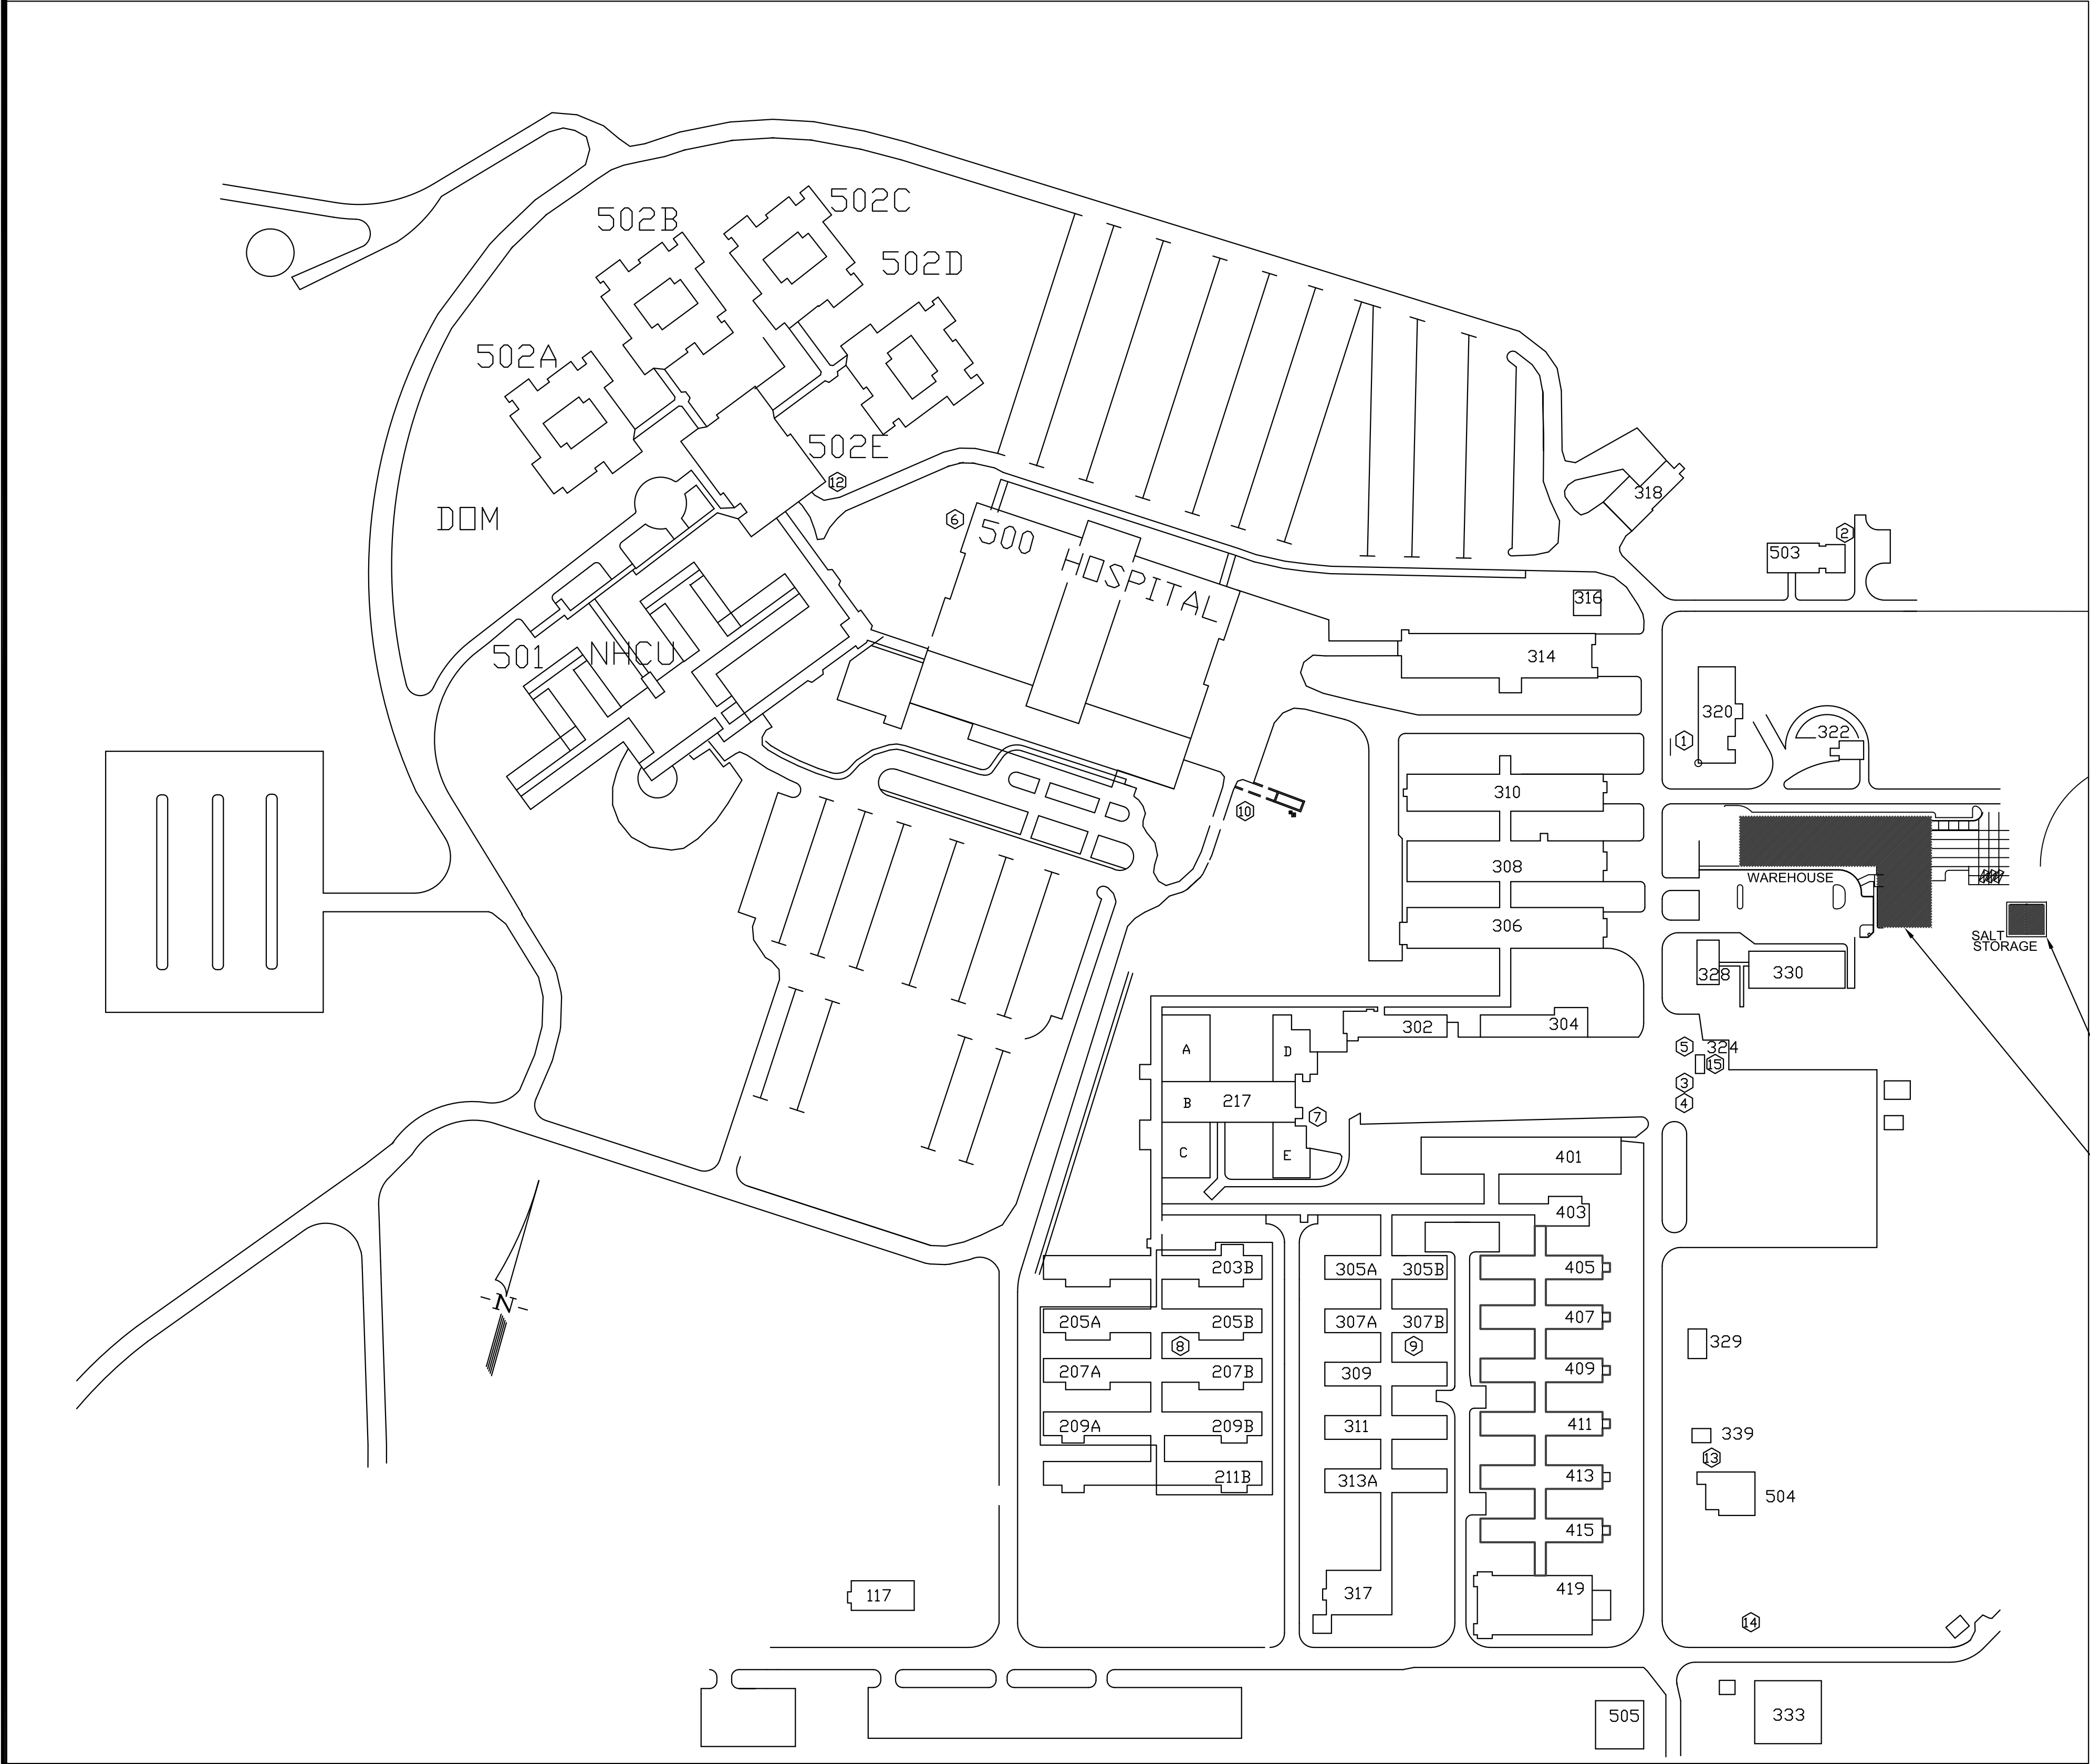 502C
502B
502D
502A
502E
12
DOM
6
500
HOSPITAL
318
2
503
316
501 NHCU
314
320
322
1
310
10
308
WAREHOUSE
306
SALT
STORAGE
328
330
302
304
A
D
5
324
15
3
B
217
4
7
C
E
401
403
203B
305A
305B
405
-N-
205A
205B
307A
307B
407
8
9
329
207A
207B
309
409
209A
209B
311
411
339
13
211B
313A
413
504
415
117
317
419
14
505
333